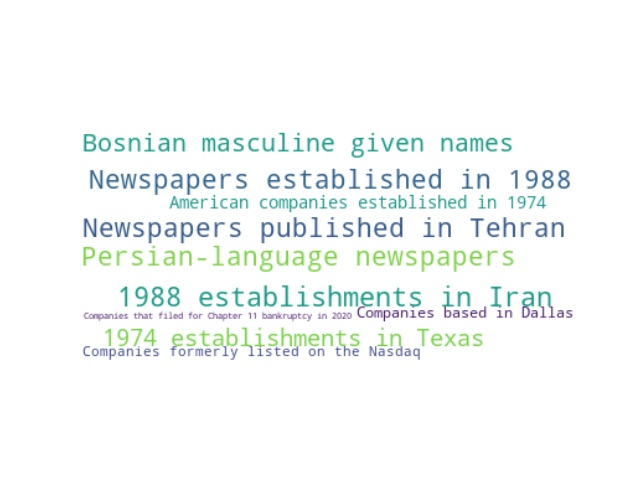 Bosnian masculine given names
Newspapers established in 1988
American companies established in 1974
Newspapers published in Tehran
Persian-language newspapers
1988 establishments in Iran
Companies that filed for Chapter 11 bankruptcy in 2020
Companies based in Dallas
1974 establishments in Texas
Companies formerly listed on the Nasdaq